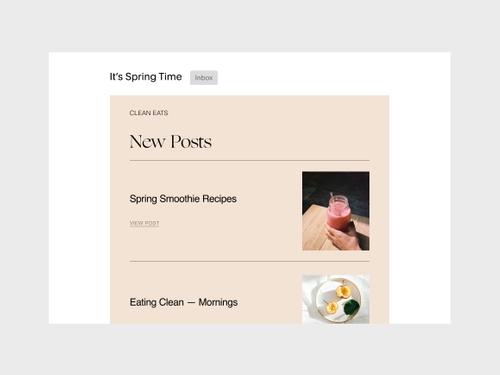 It's Spring Time
Inbox
CLEAN EATS
New Posts
Spring Smoothie Recipes
VIEW POST
Eating Clean — Mornings